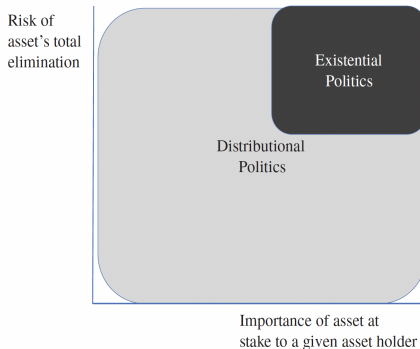 Risk of
asset's total
elimination
Existential
Politics
Distributional
Politics
Importance of asset at
stake to a given asset holder